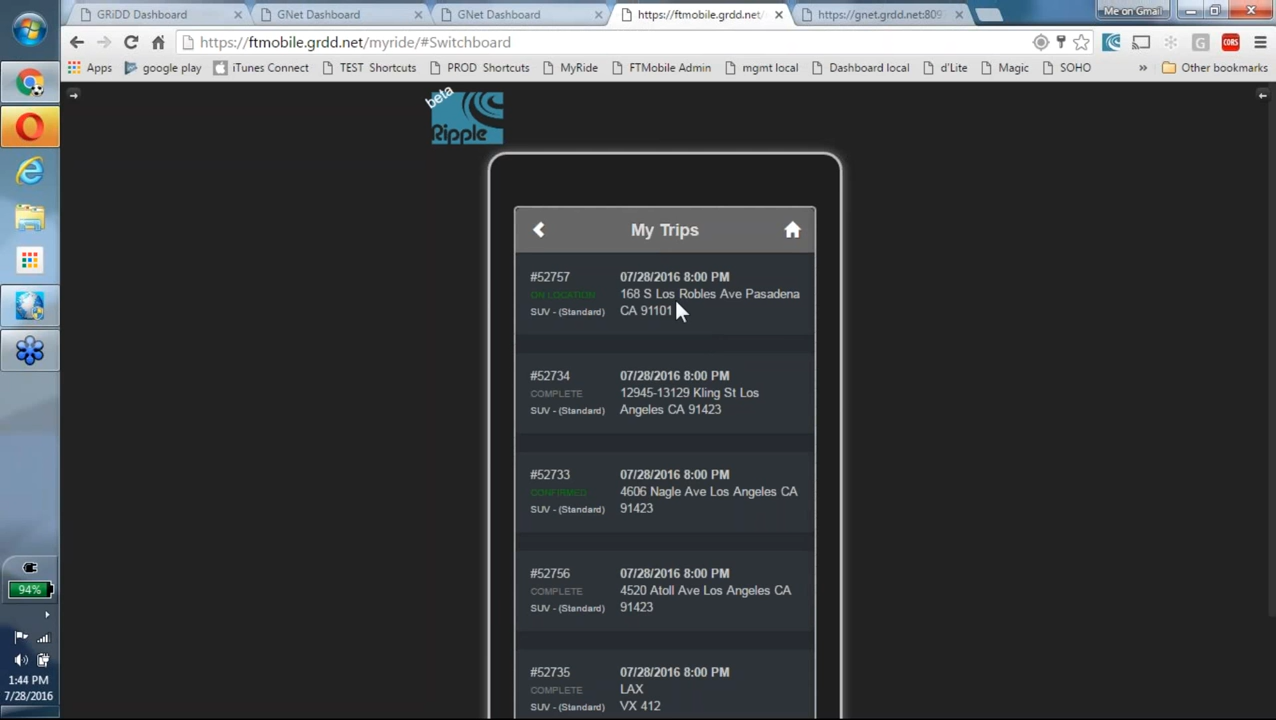 GRiDD Dashboard
GNet Dashboard
GNet Dashboard
https://ftmobile.grdd.net/
https://gnet.grdd.net:809
Me on Gmail
https://ftmobile.grdd.net/myride/#Switchboard
G
CORS
Apps
google play
iTunes Connect
TEST Shortcuts
PROD Shortcuts
MyRide
FTMobile Admin
mgmt local
Dashboard local
d'Lite
Magic
SOHO
»
Other bookmarks
beta
Ripple
My Trips
#52757
07/28/2016 8:00 PM
ON LOCATION
168 S Los Robles Ave Pasadena
SUV - (Standard)
CA 91101
#52734
07/28/2016 8:00 PM
COMPLETE
12945-13129 Kling St Los
SUV - (Standard)
Angeles CA 91423
#52733
07/28/2016 8:00 PM
CONFIRMED
4606 Nagle Ave Los Angeles CA
SUV - (Standard)
91423
#52756
07/28/2016 8:00 PM
COMPLETE
4520 Atoll Ave Los Angeles CA
SUV - (Standard)
91423
#52735
07/28/2016 8:00 PM
COMPLETE
LAX
SUV - (Standard)
VX 412
94%
1:44 PM
7/28/2016